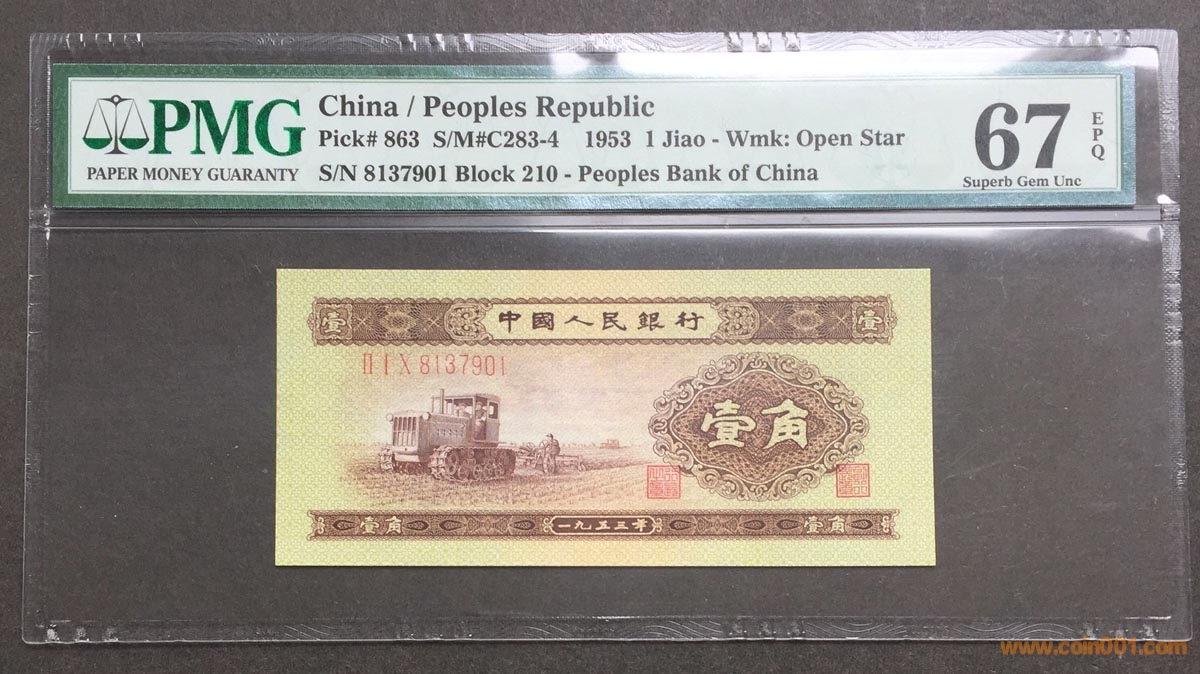 PMG
PAPER MONEY GUARANTY
China / Peoples Republic
Pick# 863 S/M#C283-4 1953 1 Jiao - Wmk: Open Star
S/N 8137901 Block 210 - Peoples Bank of China
67
EPQ
Superb Gem Unc
壹 中國人民銀行 壹
II I X 8137901
壹角
壹角 一九五三年 壹角
www.coin001.com